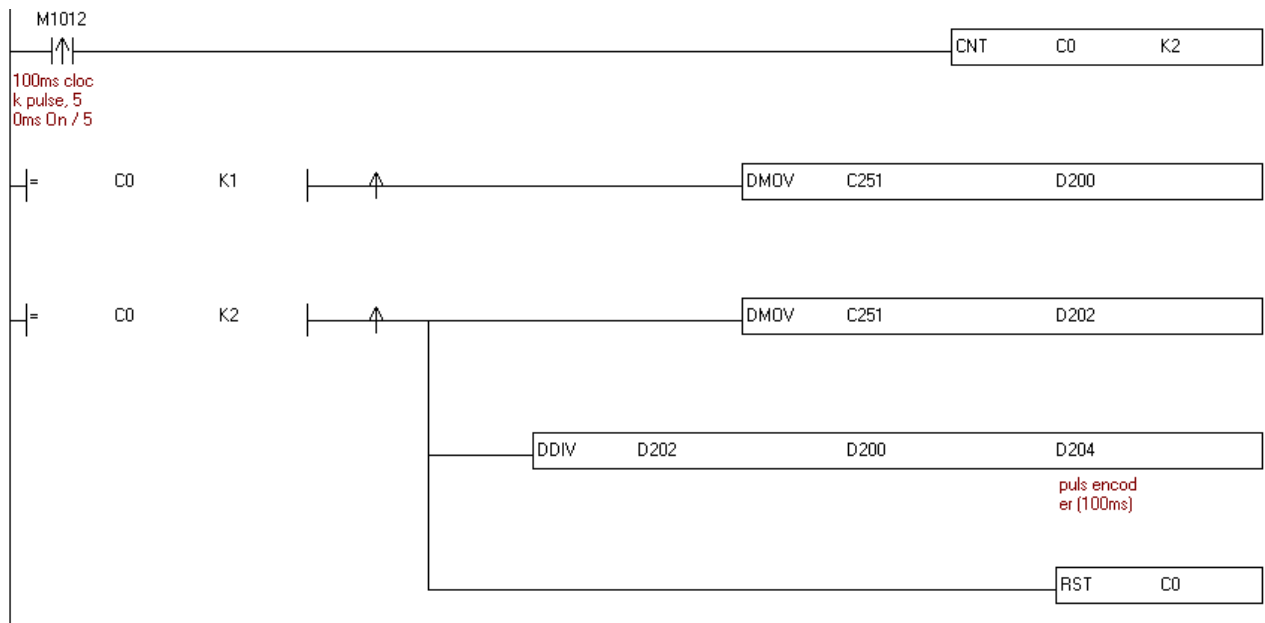 M1012
CNT C0 K2
100ms cloc
k pulse, 5
0ms On / 5
= C0 K1 DMOV C251 D200
= C0 K2 DMOV C251 D202
DDIV D202 D200 D204
puls encod
er (100ms)
RST C0